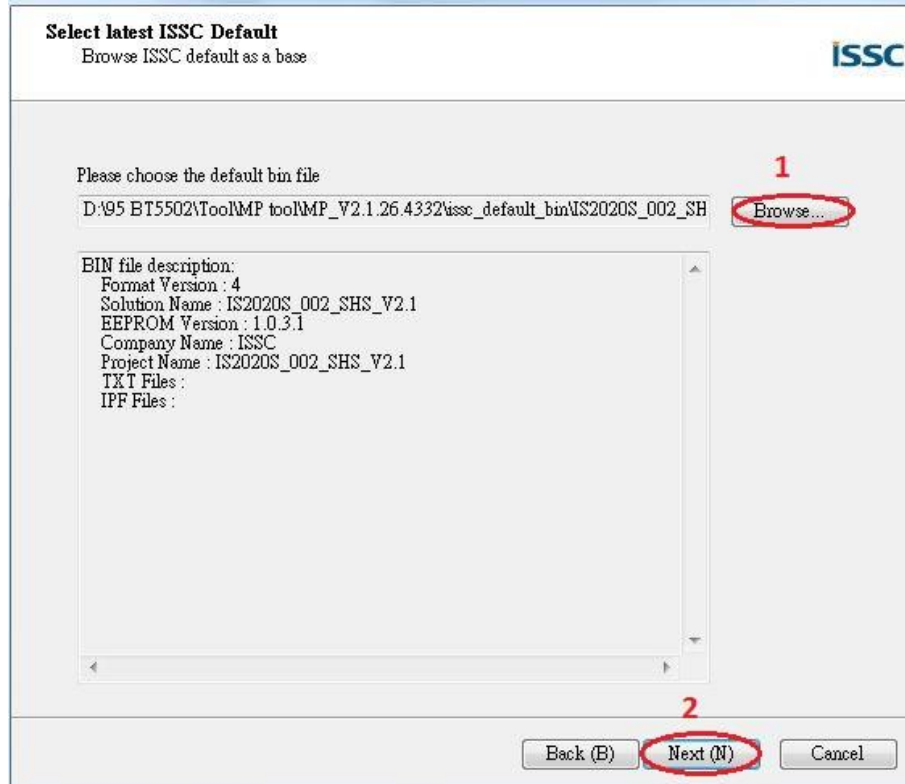 Select latest ISSC Default
Browse ISSC default as a base
ISSC
1
Please choose the default bin file
D:\95 BT5502\Tool\MP tool\MP_V2.1.26.4332\issc_default_bin\IS2020S_002_SH
Browse...
BIN file description:
Format Version : 4
Solution Name : IS2020S_002_SHS_V2.1
EEPROM Version : 1.0.3.1
Company Name : ISSC
Project Name : IS2020S_002_SHS_V2.1
TXT Files :
IPF Files :
2
Back (B)
Next (N)
Cancel